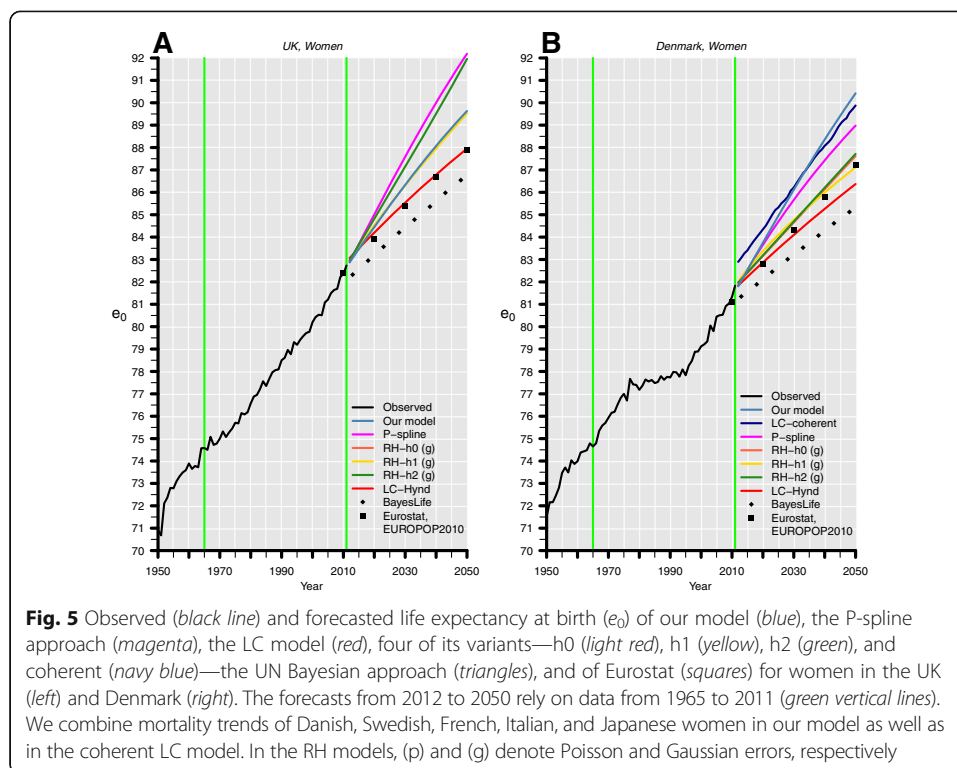 A
UK, Women
92
91
90
89
88
87
86
85
84
83
82
81
80
79
78
77
76
75
74
73
72
71
70
e0
1950
1970
1990
2010
2030
2050
Year
Observed
Our model
P−spline
RH−h0 (g)
RH−h1 (g)
RH−h2 (g)
LC−Hynd
BayesLife
Eurostat,
EUROPOP2010
B
Denmark, Women
92
91
90
89
88
87
86
85
84
83
82
81
80
79
78
77
76
75
74
73
72
71
70
e0
1950
1970
1990
2010
2030
2050
Year
Observed
Our model
LC−coherent
P−spline
RH−h0 (g)
RH−h1 (g)
RH−h2 (g)
LC−Hynd
BayesLife
Eurostat,
EUROPOP2010
Fig. 5 Observed (black line) and forecasted life expectancy at birth (e0) of our model (blue), the P-spline
approach (magenta), the LC model (red), four of its variants—h0 (light red), h1 (yellow), h2 (green), and
coherent (navy blue)—the UN Bayesian approach (triangles), and of Eurostat (squares) for women in the UK
(left) and Denmark (right). The forecasts from 2012 to 2050 rely on data from 1965 to 2011 (green vertical lines).
We combine mortality trends of Danish, Swedish, French, Italian, and Japanese women in our model as well as
in the coherent LC model. In the RH models, (p) and (g) denote Poisson and Gaussian errors, respectively